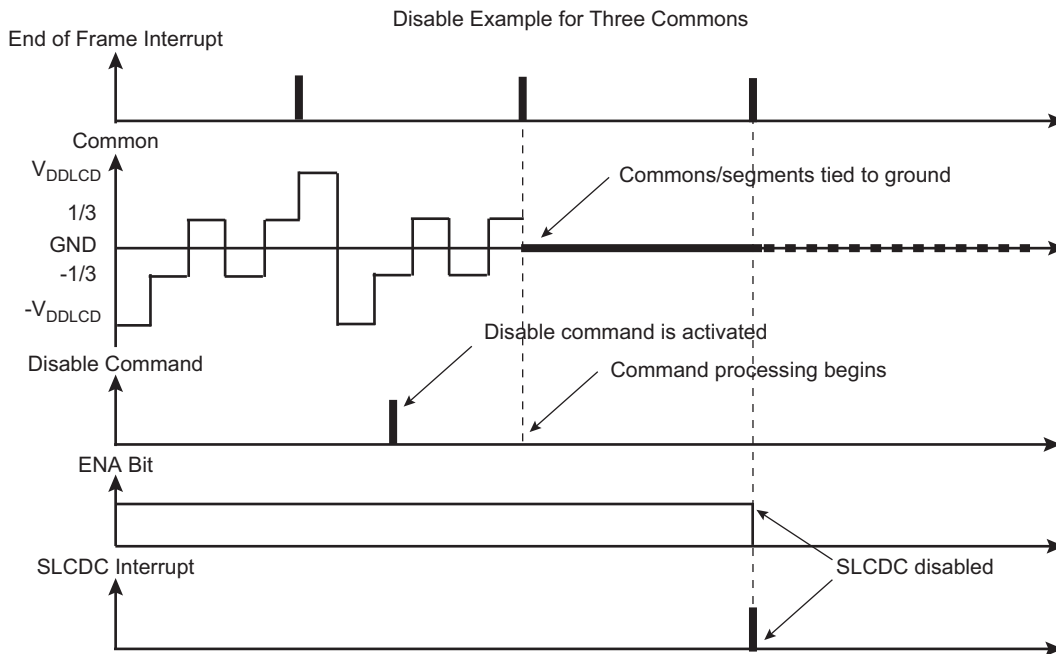 Disable Example for Three Commons
End of Frame Interrupt
Common
VDDLCD
1/3
GND
-1/3
-VDDLCD
Commons/segments tied to ground
Disable command is activated
Disable Command
Command processing begins
ENA Bit
SLCDC Interrupt
SLCDC disabled